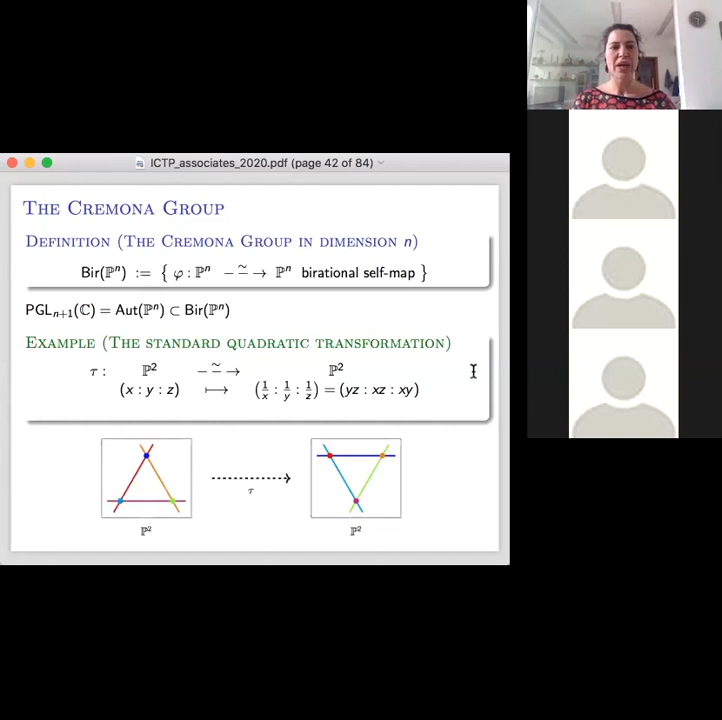 ICTP_associates_2020.pdf (page 42 of 84)
THE CREMONA GROUP
DEFINITION (THE CREMONA GROUP IN DIMENSION n)
Bir(ℙⁿ) := { φ : ℙⁿ -∼→ ℙⁿ birational self-map }
PGLₙ₊₁(ℂ) = Aut(ℙⁿ) ⊂ Bir(ℙⁿ)
EXAMPLE (THE STANDARD QUADRATIC TRANSFORMATION)
τ : ℙ² -∼→ ℙ²
(x : y : z) ⟼ (1/x : 1/y : 1/z) = (yz : xz : xy)
τ
ℙ² ℙ²